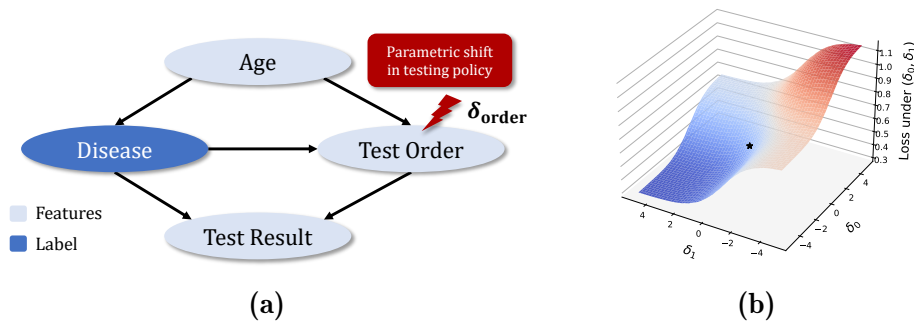 Age
Parametric shift
in testing policy
δorder
Disease
Test Order
Features
Label
Test Result
(a)
1.1
1.0
0.9
0.8
0.7
0.6
0.5
0.4
0.3
Loss under (δ0, δ1)
4
2
0
−2
−4
δ1
4
2
0
−2
−4
δ0
(b)